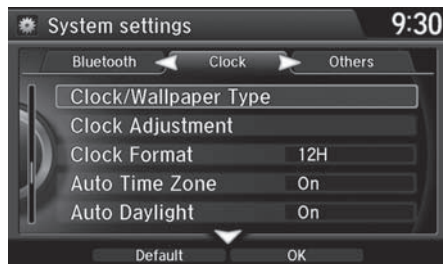 System settings 9:30
Bluetooth Clock Others
Clock/Wallpaper Type
Clock Adjustment
Clock Format 12H
Auto Time Zone On
Auto Daylight On
Default OK